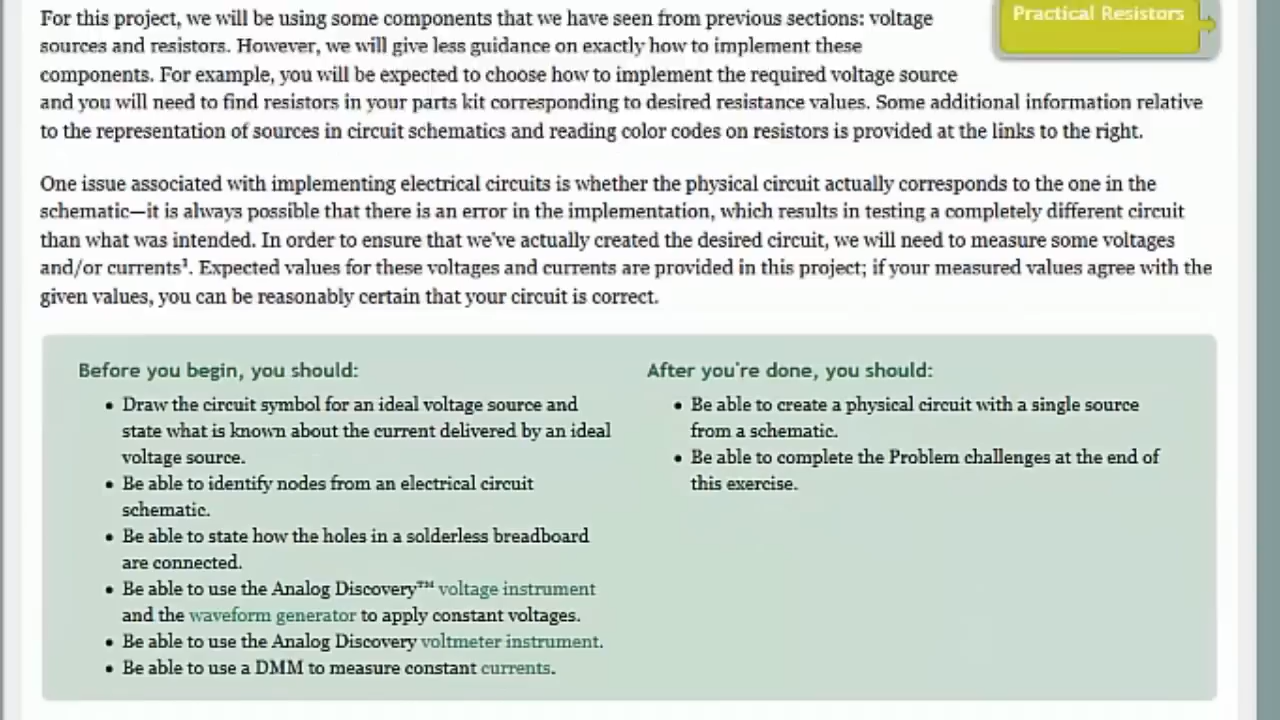 For this project, we will be using some components that we have seen from previous sections: voltage
Practical Resistors
sources and resistors. However, we will give less guidance on exactly how to implement these
components. For example, you will be expected to choose how to implement the required voltage source
and you will need to find resistors in your parts kit corresponding to desired resistance values. Some additional information relative
to the representation of sources in circuit schematics and reading color codes on resistors is provided at the links to the right.
One issue associated with implementing electrical circuits is whether the physical circuit actually corresponds to the one in the
schematic—it is always possible that there is an error in the implementation, which results in testing a completely different circuit
than what was intended. In order to ensure that we've actually created the desired circuit, we will need to measure some voltages
and/or currents¹. Expected values for these voltages and currents are provided in this project; if your measured values agree with the
given values, you can be reasonably certain that your circuit is correct.
Before you begin, you should:
• Draw the circuit symbol for an ideal voltage source and
state what is known about the current delivered by an ideal
voltage source.
• Be able to identify nodes from an electrical circuit
schematic.
• Be able to state how the holes in a solderless breadboard
are connected.
• Be able to use the Analog Discovery™ voltage instrument
and the waveform generator to apply constant voltages.
• Be able to use the Analog Discovery voltmeter instrument.
• Be able to use a DMM to measure constant currents.
After you're done, you should:
• Be able to create a physical circuit with a single source
from a schematic.
• Be able to complete the Problem challenges at the end of
this exercise.